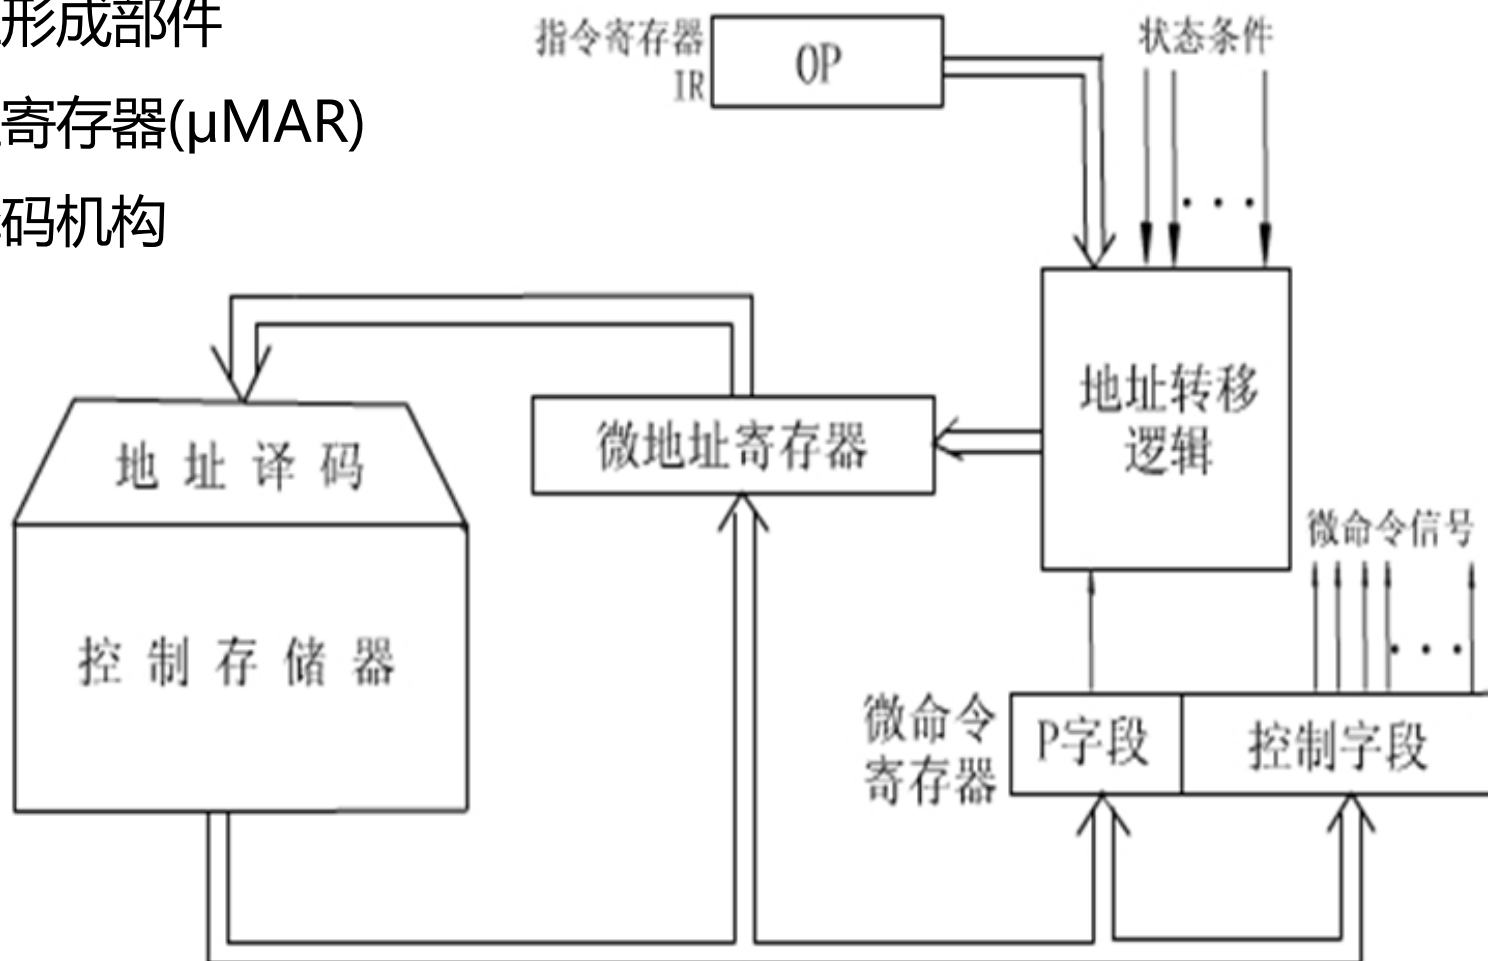 形成部件
寄存器(μMAR)
码机构
指令寄存器
IR
OP
状态条件
地址转移
逻辑
微地址寄存器
地址译码
控制存储器
微命令信号
微命令
寄存器
P字段
控制字段